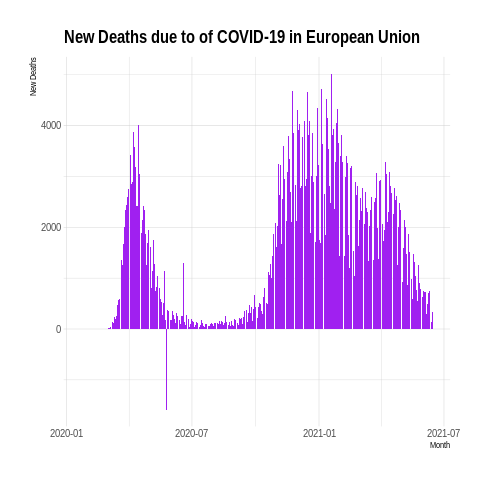 New Deaths due to of COVID-19 in European Union
New Deaths
4000
2000
0
2020-01
2020-07
2021-01
2021-07
Month